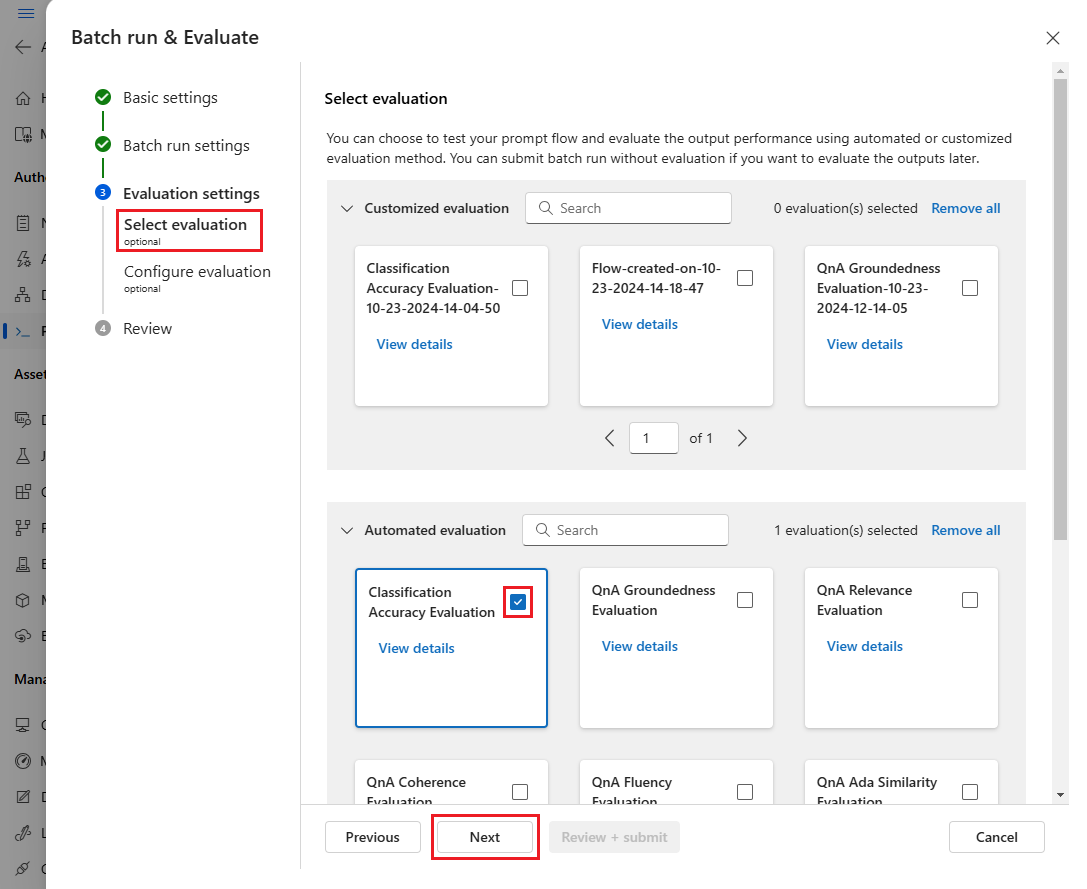 Batch run & Evaluate
Basic settings
Batch run settings
3
Evaluation settings
Select evaluation
optional
Configure evaluation
optional
4
Review
Auth
Asset
Mana
Select evaluation
You can choose to test your prompt flow and evaluate the output performance using automated or customized
evaluation method. You can submit batch run without evaluation if you want to evaluate the outputs later.
Customized evaluation
Search
0 evaluation(s) selected
Remove all
Classification
Accuracy Evaluation-
10-23-2024-14-04-50
View details
Flow-created-on-10-
23-2024-14-18-47
View details
QnA Groundedness
Evaluation-10-23-
2024-12-14-05
View details
1
of 1
Automated evaluation
Search
1 evaluation(s) selected
Remove all
Classification
Accuracy Evaluation
View details
QnA Groundedness
Evaluation
View details
QnA Relevance
Evaluation
View details
QnA Coherence
Evaluation
QnA Fluency
Evaluation
QnA Ada Similarity
Evaluation
Previous
Next
Review + submit
Cancel